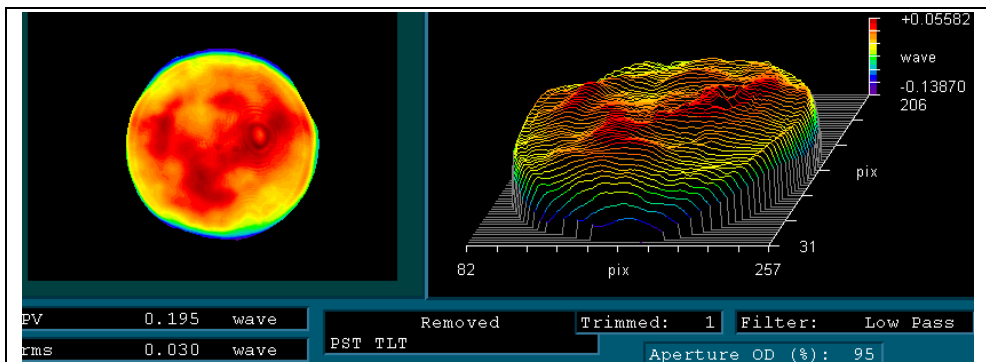 +0.05582
wave
-0.13870
206
pix
31
82 pix 257
PV 0.195 wave
rms 0.030 wave
Removed
PST TLT
Trimmed: 1
Filter: Low Pass
Aperture OD (%): 95